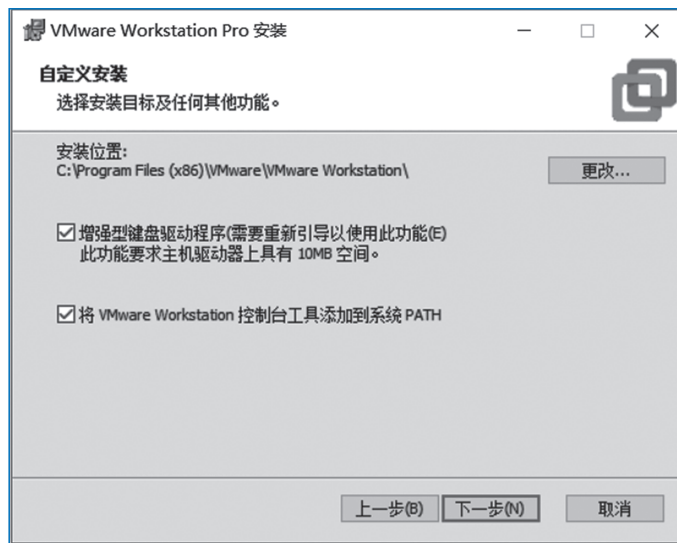 VMware Workstation Pro 安装
自定义安装
选择安装目标及任何其他功能。
安装位置:
C:\Program Files (x86)\VMware\VMware Workstation\
更改...
增强型键盘驱动程序(需要重新引导以使用此功能(E)
此功能要求主机驱动器上具有 10MB 空间。
将 VMware Workstation 控制台工具添加到系统 PATH
上一步(B) 下一步(N) 取消